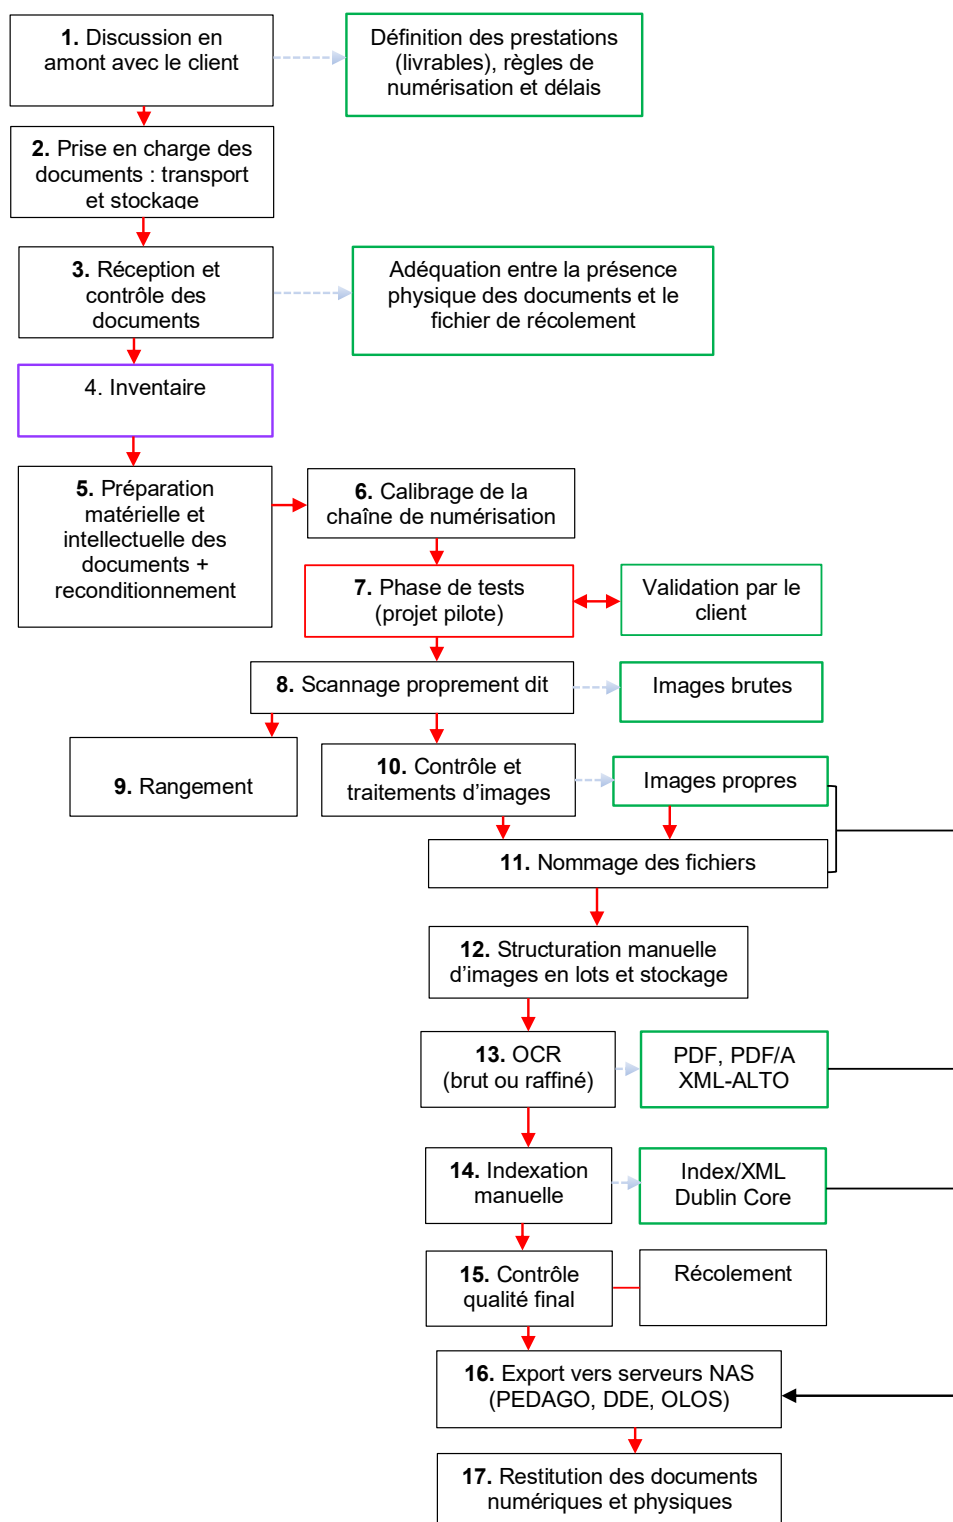 1. Discussion en
amont avec le client
Définition des prestations
(livrables), règles de
numérisation et délais
2. Prise en charge des
documents : transport
et stockage
3. Réception et
contrôle des
documents
Adéquation entre la présence
physique des documents et le
fichier de récolement
4. Inventaire
5. Préparation
matérielle et
intellectuelle des
documents +
reconditionnement
6. Calibrage de la
chaîne de numérisation
7. Phase de tests
(projet pilote)
Validation par le
client
8. Scannage proprement dit
Images brutes
9. Rangement
10. Contrôle et
traitements d’images
Images propres
11. Nommage des fichiers
12. Structuration manuelle
d’images en lots et stockage
13. OCR
(brut ou raffiné)
PDF, PDF/A
XML-ALTO
14. Indexation
manuelle
Index/XML
Dublin Core
15. Contrôle
qualité final
Récolement
16. Export vers serveurs NAS
(PEDAGO, DDE, OLOS)
17. Restitution des documents
numériques et physiques